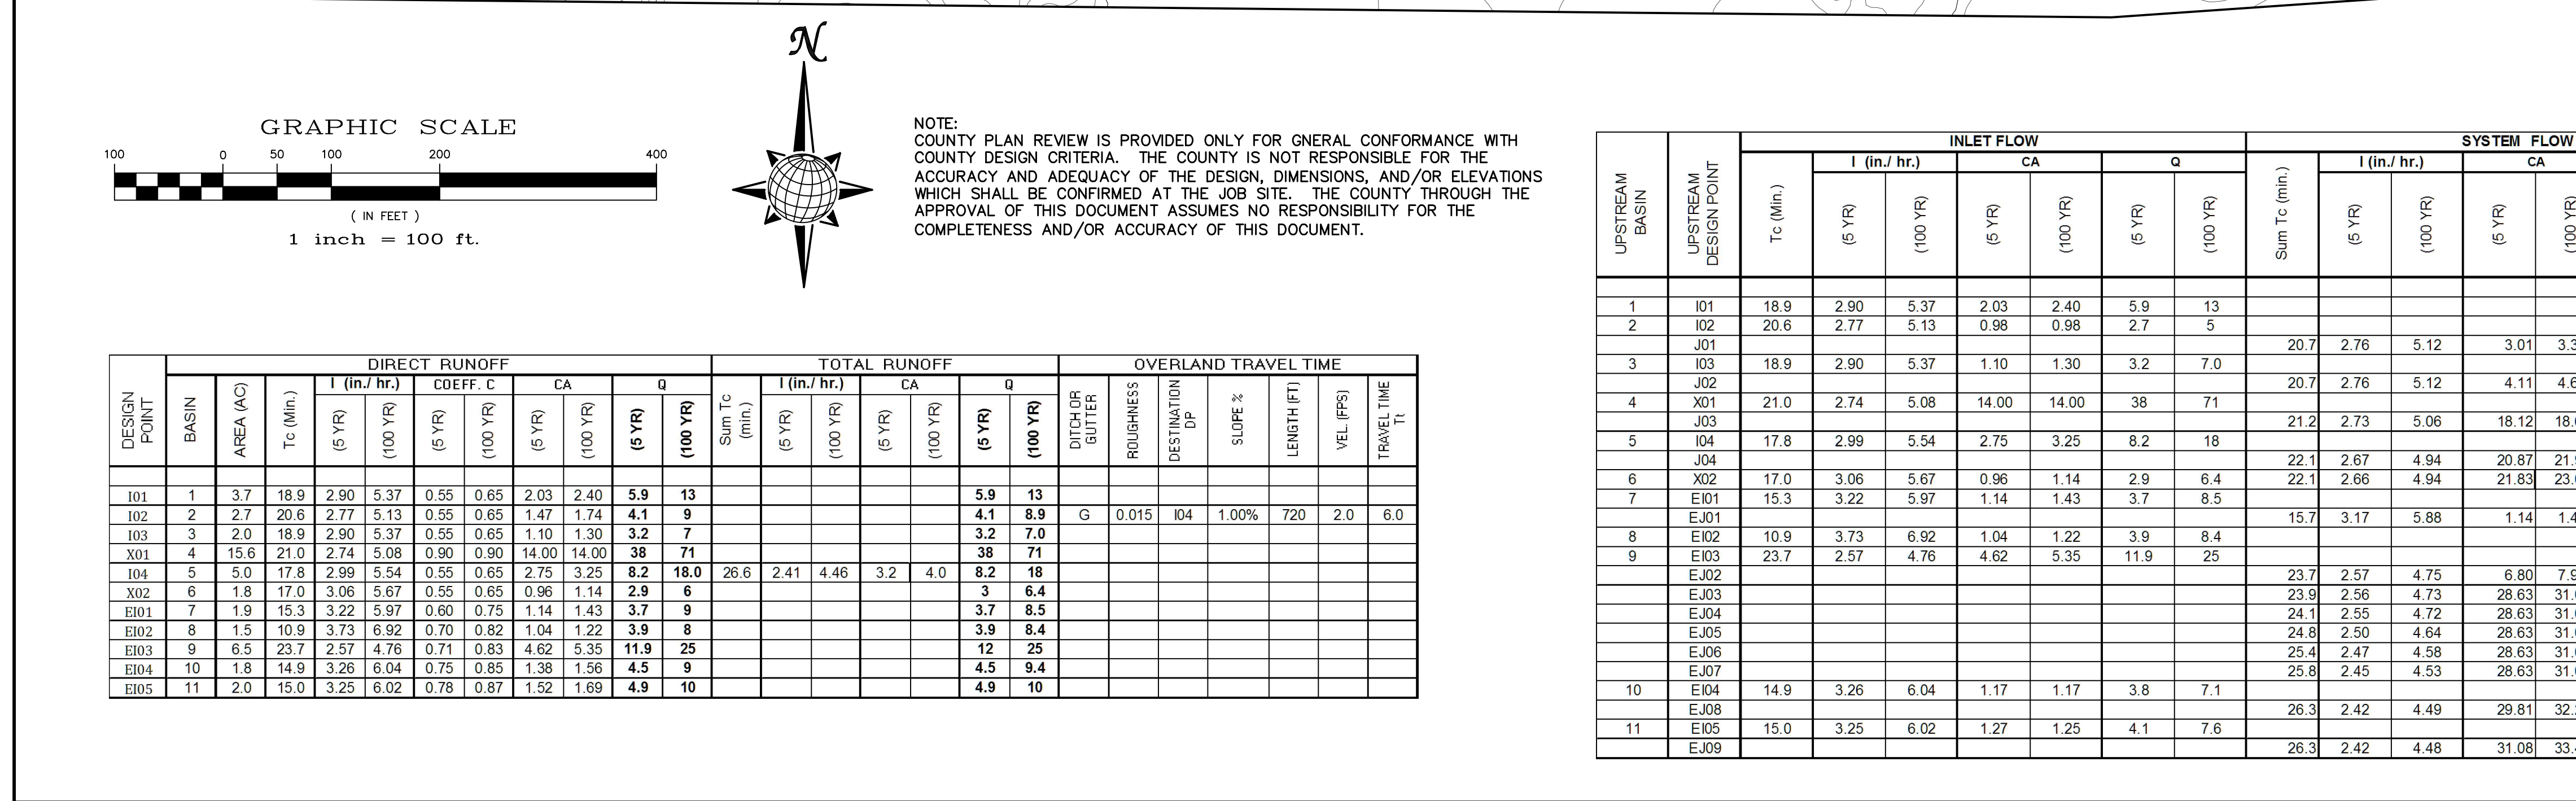 N
GRAPHIC SCALE
100 0 50 100 200 400
( IN FEET )
1 inch = 100 ft.
NOTE:
COUNTY PLAN REVIEW IS PROVIDED ONLY FOR GNERAL CONFORMANCE WITH
COUNTY DESIGN CRITERIA. THE COUNTY IS NOT RESPONSIBLE FOR THE
ACCURACY AND ADEQUACY OF THE DESIGN, DIMENSIONS, AND/OR ELEVATIONS
WHICH SHALL BE CONFIRMED AT THE JOB SITE. THE COUNTY THROUGH THE
APPROVAL OF THIS DOCUMENT ASSUMES NO RESPONSIBILITY FOR THE
COMPLETENESS AND/OR ACCURACY OF THIS DOCUMENT.
DIRECT RUNOFF TOTAL RUNOFF OVERLAND TRAVEL TIME
I (in./ hr.) COEFF. C CA Q I (in./ hr.) CA Q
DESIGN POINT BASIN AREA (AC) Tc (Min.) (5 YR) (100 YR) (5 YR) (100 YR) (5 YR) (100 YR) (5 YR) (100 YR) Sum Tc (min.) (5 YR) (100 YR) (5 YR) (100 YR) (5 YR) (100 YR) DITCH OR GUTTER ROUGHNESS DESTINATION DP SLOPE % LENGTH (FT) VEL. (FPS) TRAVEL TIME Tt
I01 1 3.7 18.9 2.90 5.37 0.55 0.65 2.03 2.40 5.9 13 5.9 13
I02 2 2.7 20.6 2.77 5.13 0.55 0.65 1.47 1.74 4.1 9 4.1 8.9 G 0.015 I04 1.00% 720 2.0 6.0
I03 3 2.0 18.9 2.90 5.37 0.55 0.65 1.10 1.30 3.2 7 3.2 7.0
X01 4 15.6 21.0 2.74 5.08 0.90 0.90 14.00 14.00 38 71 38 71
I04 5 5.0 17.8 2.99 5.54 0.55 0.65 2.75 3.25 8.2 18.0 26.6 2.41 4.46 3.2 4.0 8.2 18
X02 6 1.8 17.0 3.06 5.67 0.55 0.65 0.96 1.14 2.9 6 3 6.4
EI01 7 1.9 15.3 3.22 5.97 0.60 0.75 1.14 1.43 3.7 9 3.7 8.5
EI02 8 1.5 10.9 3.73 6.92 0.70 0.82 1.04 1.22 3.9 8 3.9 8.4
EI03 9 6.5 23.7 2.57 4.76 0.71 0.83 4.62 5.35 11.9 25 12 25
EI04 10 1.8 14.9 3.26 6.04 0.75 0.85 1.38 1.56 4.5 9 4.5 9.4
EI05 11 2.0 15.0 3.25 6.02 0.78 0.87 1.52 1.69 4.9 10 4.9 10
INLET FLOW SYSTEM FLOW
I (in./ hr.) CA Q I (in./ hr.) CA
UPSTREAM BASIN UPSTREAM DESIGN POINT Tc (Min.) (5 YR) (100 YR) (5 YR) (100 YR) (5 YR) (100 YR) Sum Tc (min.) (5 YR) (100 YR) (5 YR) (100 YR)
1 I01 18.9 2.90 5.37 2.03 2.40 5.9 13
2 I02 20.6 2.77 5.13 0.98 0.98 2.7 5
J01 20.7 2.76 5.12 3.01 3.3
3 I03 18.9 2.90 5.37 1.10 1.30 3.2 7.0
J02 20.7 2.76 5.12 4.11 4.6
4 X01 21.0 2.74 5.08 14.00 14.00 38 71
J03 21.2 2.73 5.06 18.12 18.
5 I04 17.8 2.99 5.54 2.75 3.25 8.2 18
J04 22.1 2.67 4.94 20.87 21.
6 X02 17.0 3.06 5.67 0.96 1.14 2.9 6.4 22.1 2.66 4.94 21.83 23.
7 EI01 15.3 3.22 5.97 1.14 1.43 3.7 8.5
EJ01 15.7 3.17 5.88 1.14 1.4
8 EI02 10.9 3.73 6.92 1.04 1.22 3.9 8.4
9 EI03 23.7 2.57 4.76 4.62 5.35 11.9 25
EJ02 23.7 2.57 4.75 6.80 7.9
EJ03 23.9 2.56 4.73 28.63 31.
EJ04 24.1 2.55 4.72 28.63 31.
EJ05 24.8 2.50 4.64 28.63 31.
EJ06 25.4 2.47 4.58 28.63 31.
EJ07 25.8 2.45 4.53 28.63 31.
10 EI04 14.9 3.26 6.04 1.17 1.17 3.8 7.1
EJ08 26.3 2.42 4.49 29.81 32.
11 EI05 15.0 3.25 6.02 1.27 1.25 4.1 7.6
EJ09 26.3 2.42 4.48 31.08 33.